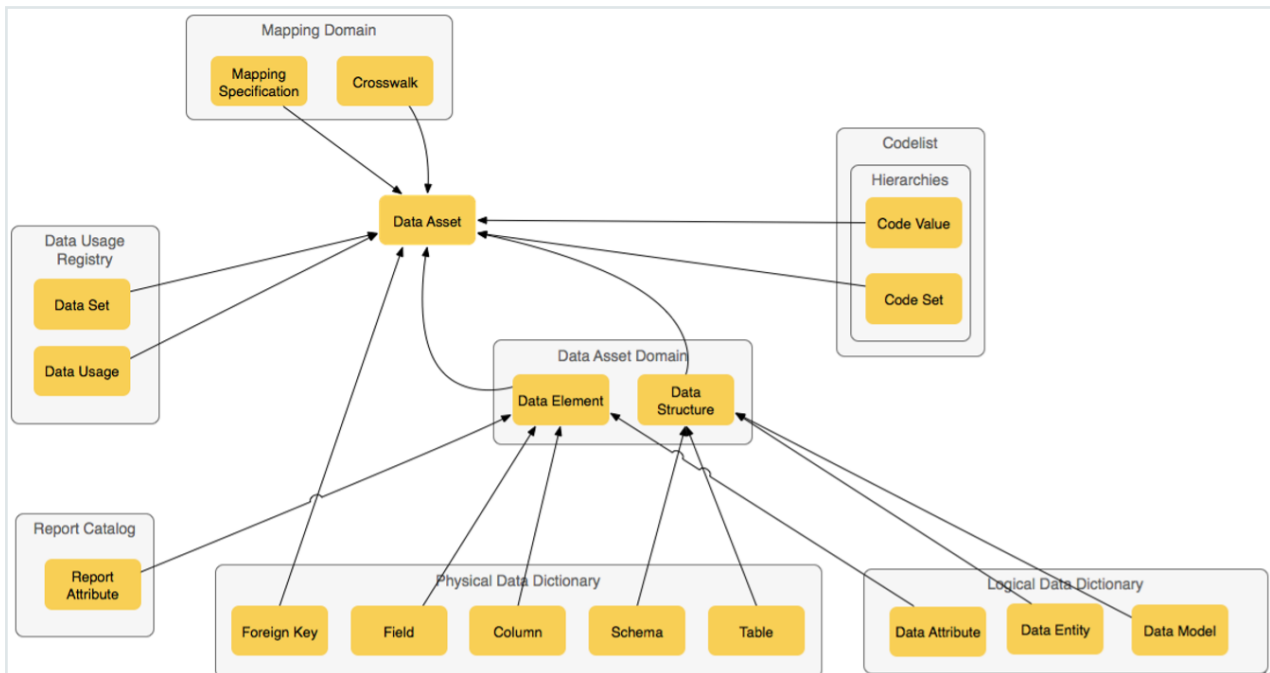 Mapping Domain
Mapping
Specification
Crosswalk
Codelist
Hierarchies
Code Value
Code Set
Data Asset
Data Usage
Registry
Data Set
Data Usage
Data Asset Domain
Data Element
Data
Structure
Report Catalog
Report
Attribute
Physical Data Dictionary
Foreign Key
Field
Column
Schema
Table
Logical Data Dictionary
Data Attribute
Data Entity
Data Model